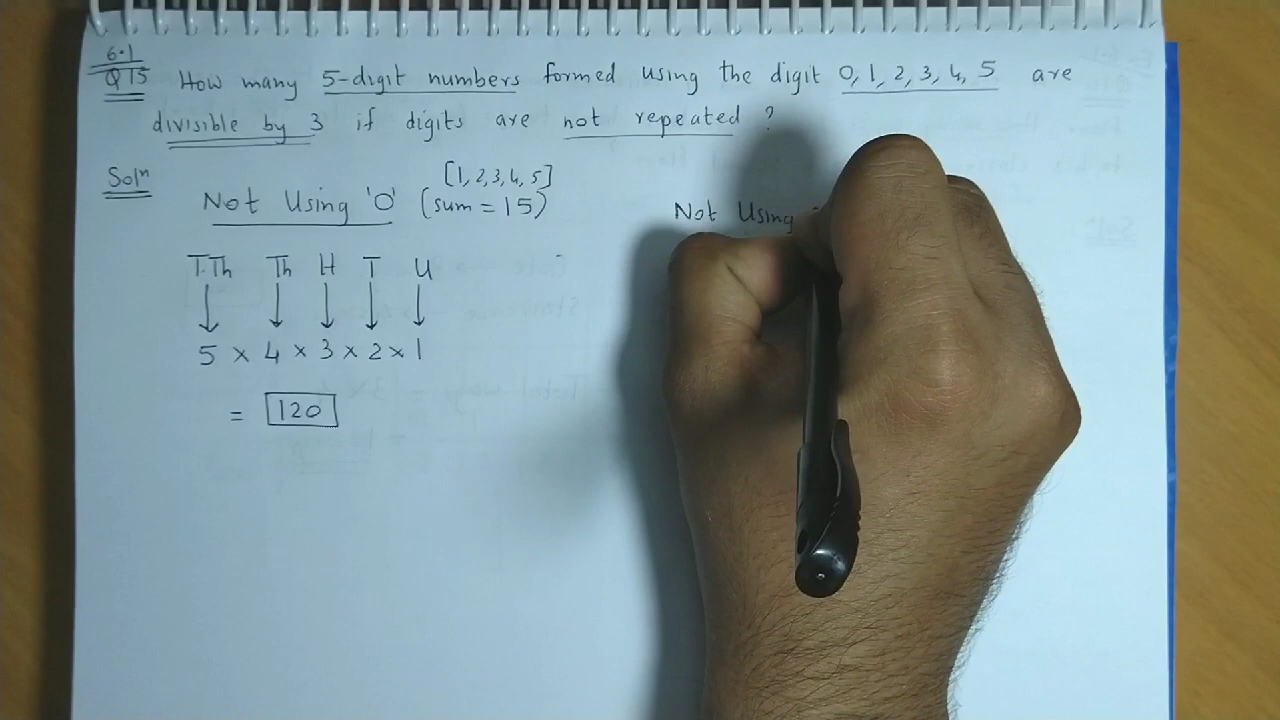 6.1
Q15 How many 5-digit numbers formed using the digit 0, 1, 2, 3, 4, 5 are
divisible by 3 if digits are not repeated ?
Solⁿ
[1, 2, 3, 4, 5]
Not Using '0' (sum = 15)
T.Th Th H T U
5 × 4 × 3 × 2 × 1
= 120
Not Using